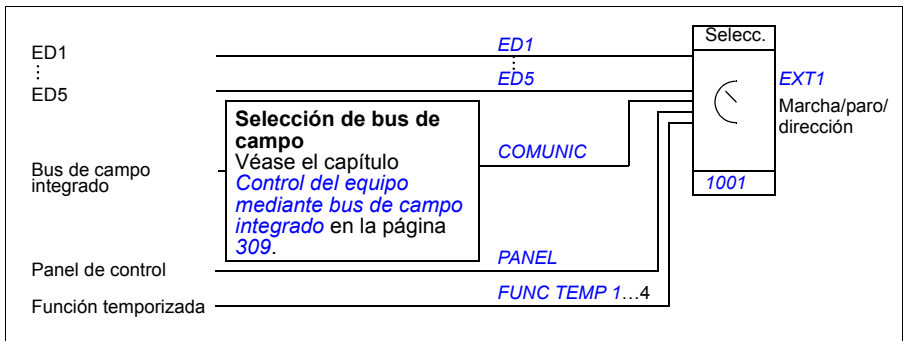 ED1
ED5
Bus de campo
integrado
Panel de control
Función temporizada
Selección de bus de
campo
Véase el capítulo
Control del equipo
mediante bus de campo
integrado en la página
309.
ED1
ED5
COMUNIC
PANEL
FUNC TEMP 1…4
Selecc.
1001
EXT1
Marcha/paro/
dirección